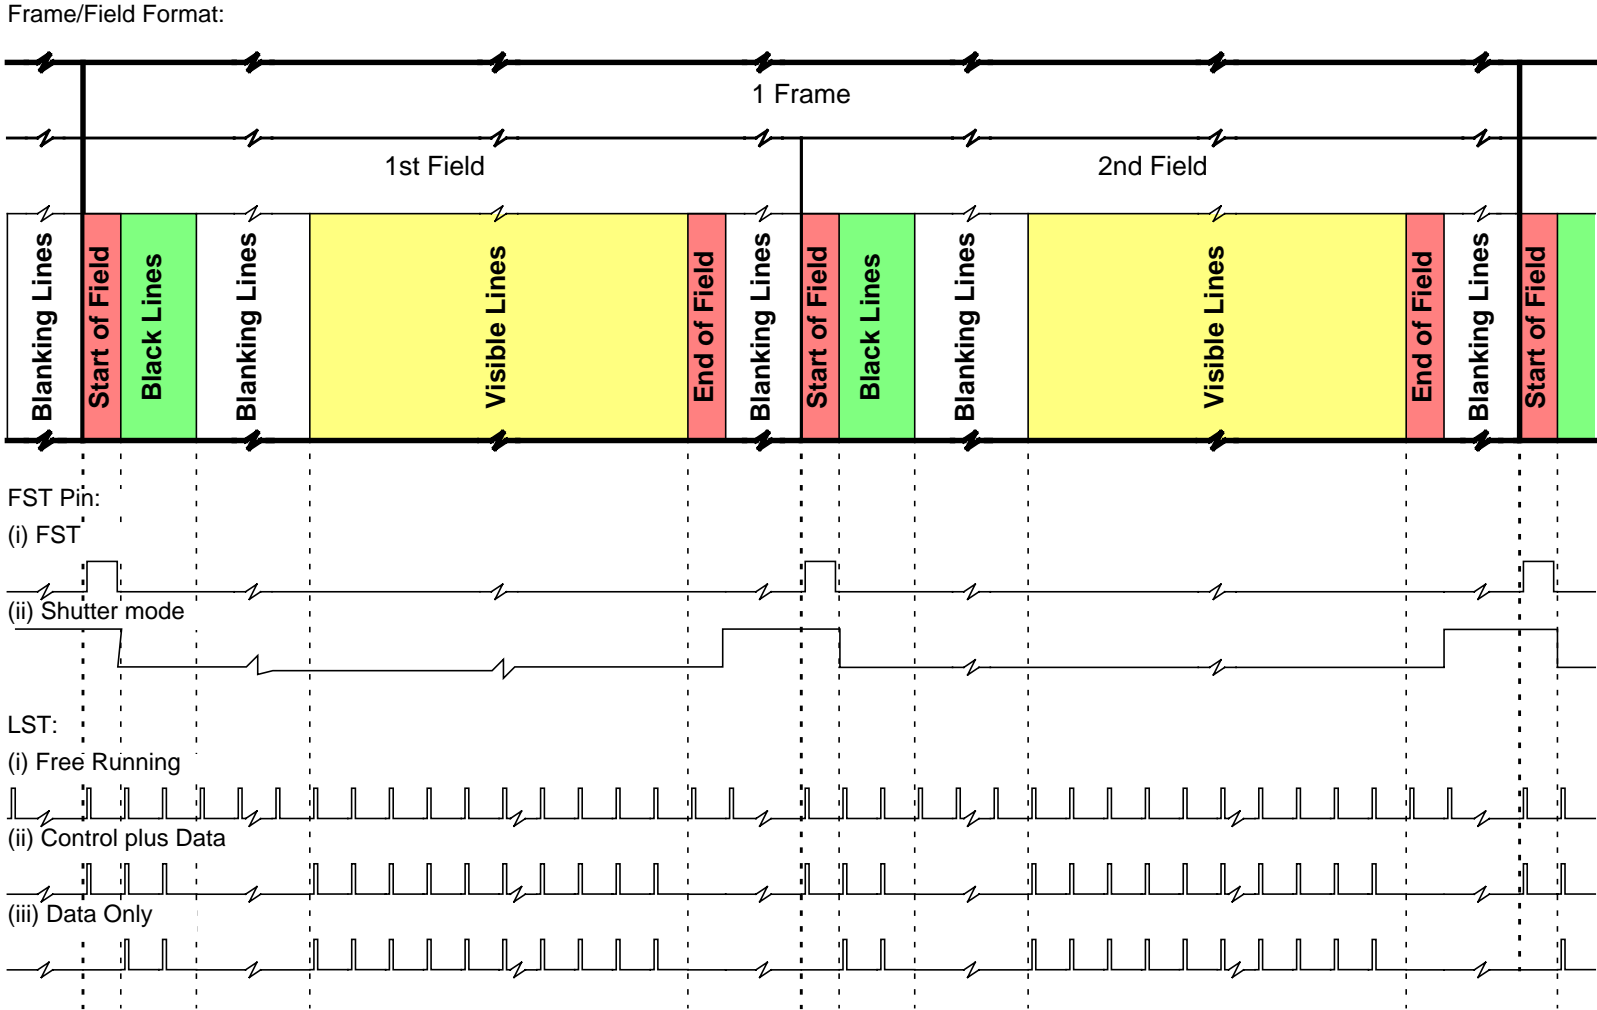 Frame/Field Format:
1 Frame
1st Field
2nd Field
Blanking Lines
Start of Field
Black Lines
Blanking Lines
Visible Lines
End of Field
Blanking Lines
Start of Field
Black Lines
Blanking Lines
Visible Lines
End of Field
Blanking Lines
Start of Field
FST Pin:
(i) FST
(ii) Shutter mode
LST:
(i) Free Running
(ii) Control plus Data
(iii) Data Only